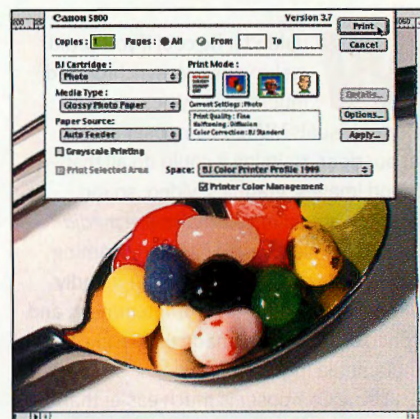 Canon S800 Version 3.7
Print
Copies : 1 Pages : All From To
Cancel
BJ Cartridge : Print Mode :
Photo
Media Type :
Glossy Photo Paper
Current Settings : Photo
Details...
Print Quality : Fine
Halftoning : Diffusion
Color Correction : BJ Standard
Options...
Paper Source:
Auto Feeder
Apply...
Grayscale Printing
Print Selected Area Space: BJ Color Printer Profile 1999
Printer Color Management